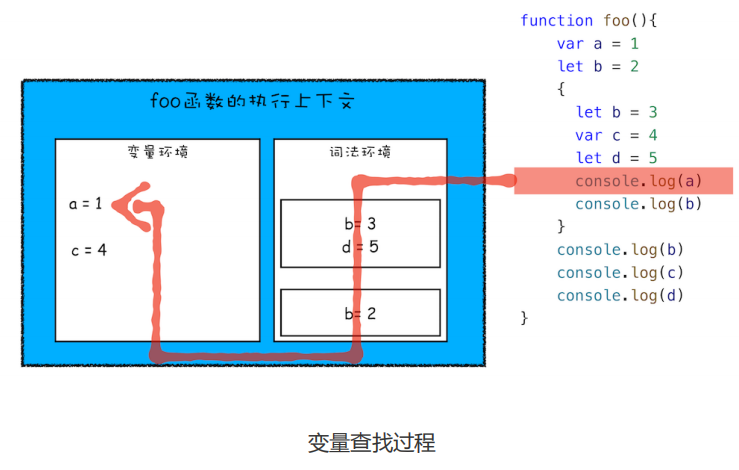 foo函数的执行上下文
变量环境
a = 1
c = 4
词法环境
b= 3
d = 5
b= 2
function foo(){
    var a = 1
    let b = 2
    {
      let b = 3
      var c = 4
      let d = 5
      console.log(a)
      console.log(b)
    }
    console.log(b)
    console.log(c)
    console.log(d)
}
变量查找过程